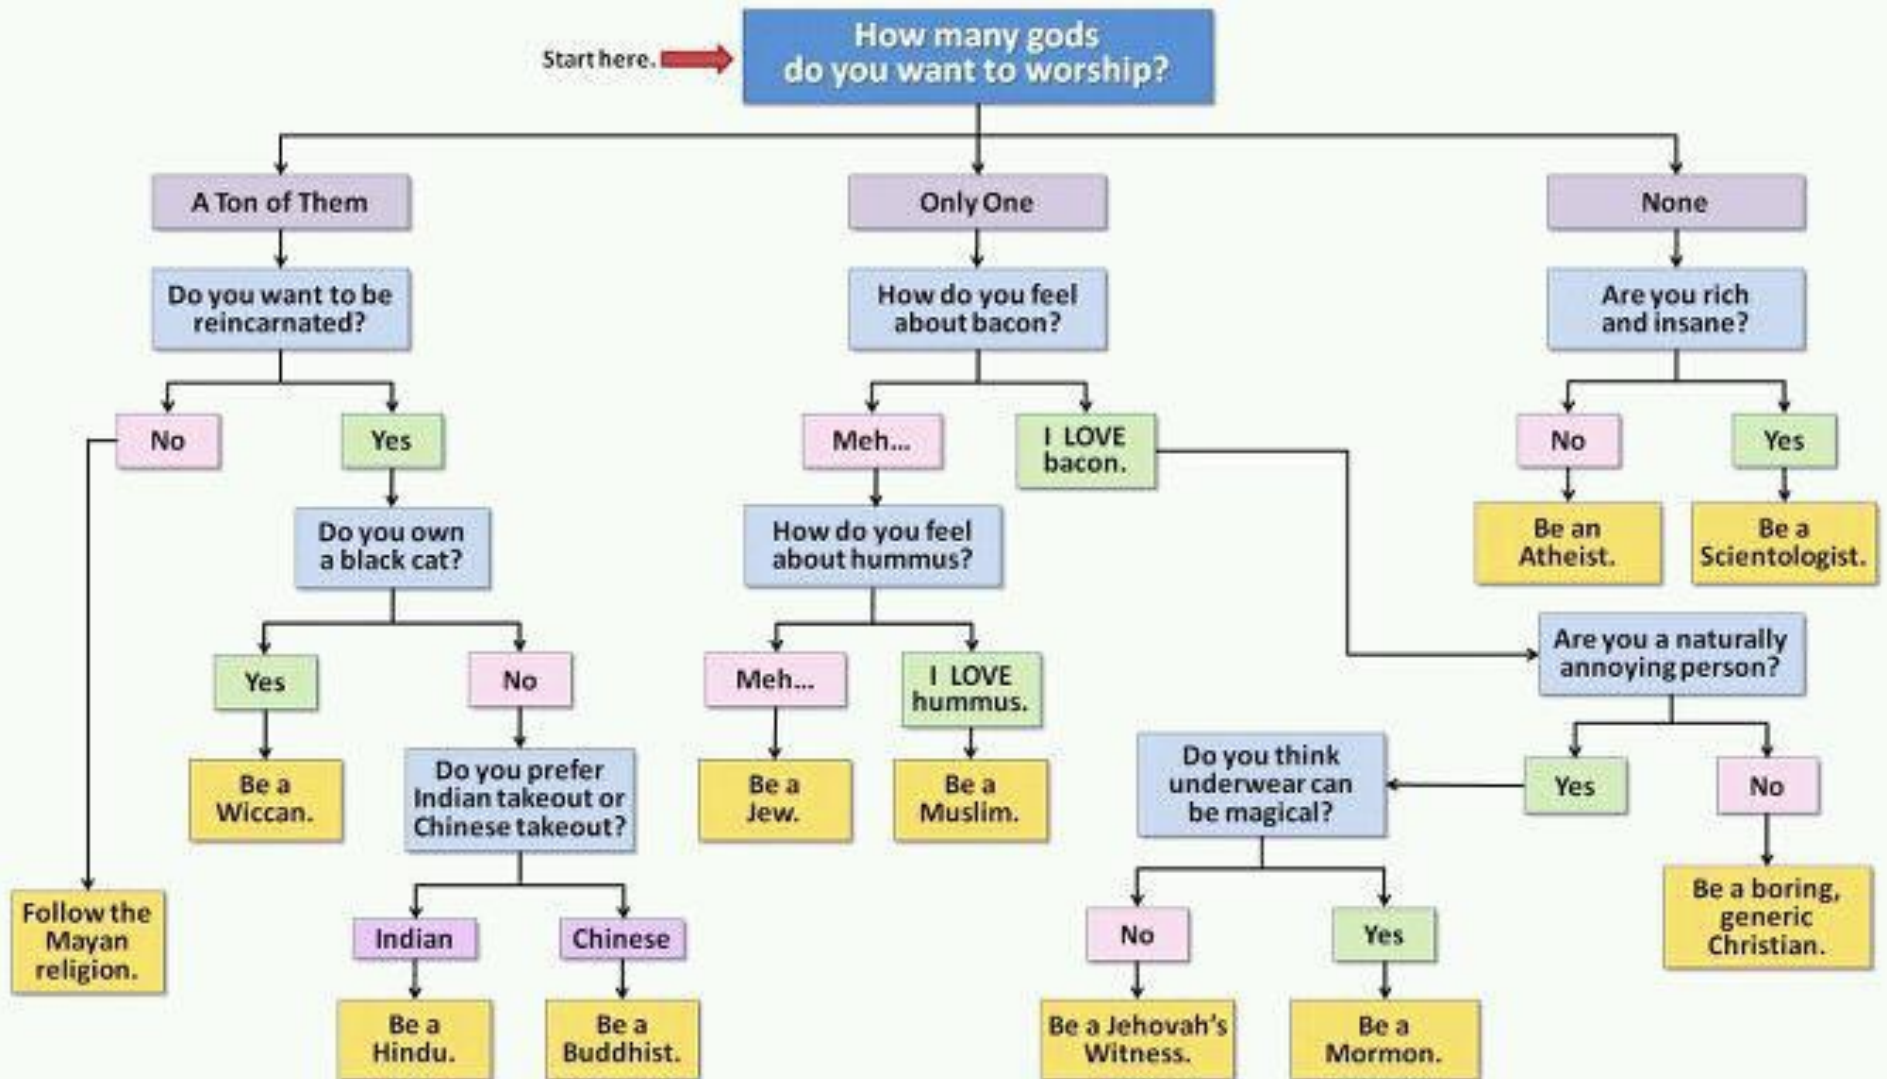 How many gods
do you want to worship?
Start here.
A Ton of Them
Only One
None
Do you want to be
reincarnated?
How do you feel
about bacon?
Are you rich
and insane?
No
Yes
Meh...
I LOVE
bacon.
No
Yes
Do you own
a black cat?
How do you feel
about hummus?
Be an
Atheist.
Be a
Scientologist.
Are you a naturally
annoying person?
Yes
No
Meh...
I LOVE
hummus.
Be a
Wiccan.
Do you prefer
Indian takeout or
Chinese takeout?
Be a
Jew.
Be a
Muslim.
Do you think
underwear can
be magical?
Yes
No
Follow the
Mayan
religion.
Indian
Chinese
No
Yes
Be a boring,
generic
Christian.
Be a
Hindu.
Be a
Buddhist.
Be a Jehovah's
Witness.
Be a
Mormon.